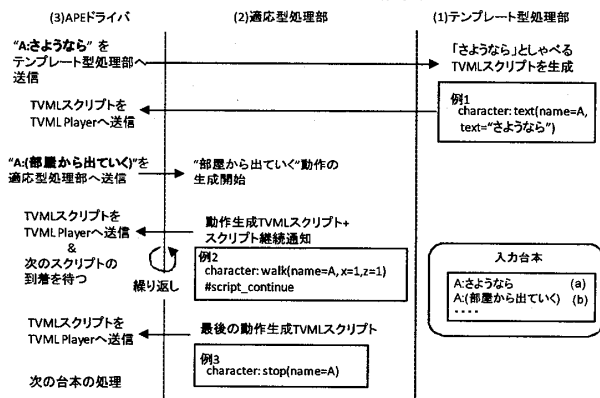 (3)APEドライバ
(2)適応型処理部
(1)テンプレート型処理部
“A:さようなら” を
テンプレート型処理部へ
送信
「さようなら」としゃべる
TVMLスクリプトを生成
TVMLスクリプトを
TVML Playerへ送信
例1
character: text(name=A,
text=“さようなら”)
“A:(部屋から出ていく)”を
適応型処理部へ送信
“部屋から出ていく”動作の
生成開始
TVMLスクリプトを
TVML Playerへ送信
&
次のスクリプトの
到着を待つ
繰り返し
動作生成TVMLスクリプト+
スクリプト継続通知
例2
character: walk(name=A, x=1,z=1)
#script_continue
入力台本
A:さようなら (a)
A:(部屋から出ていく) (b)
・・・・
TVMLスクリプトを
TVML Playerへ送信
最後の動作生成TVMLスクリプト
例3
character: stop(name=A)
次の台本の処理